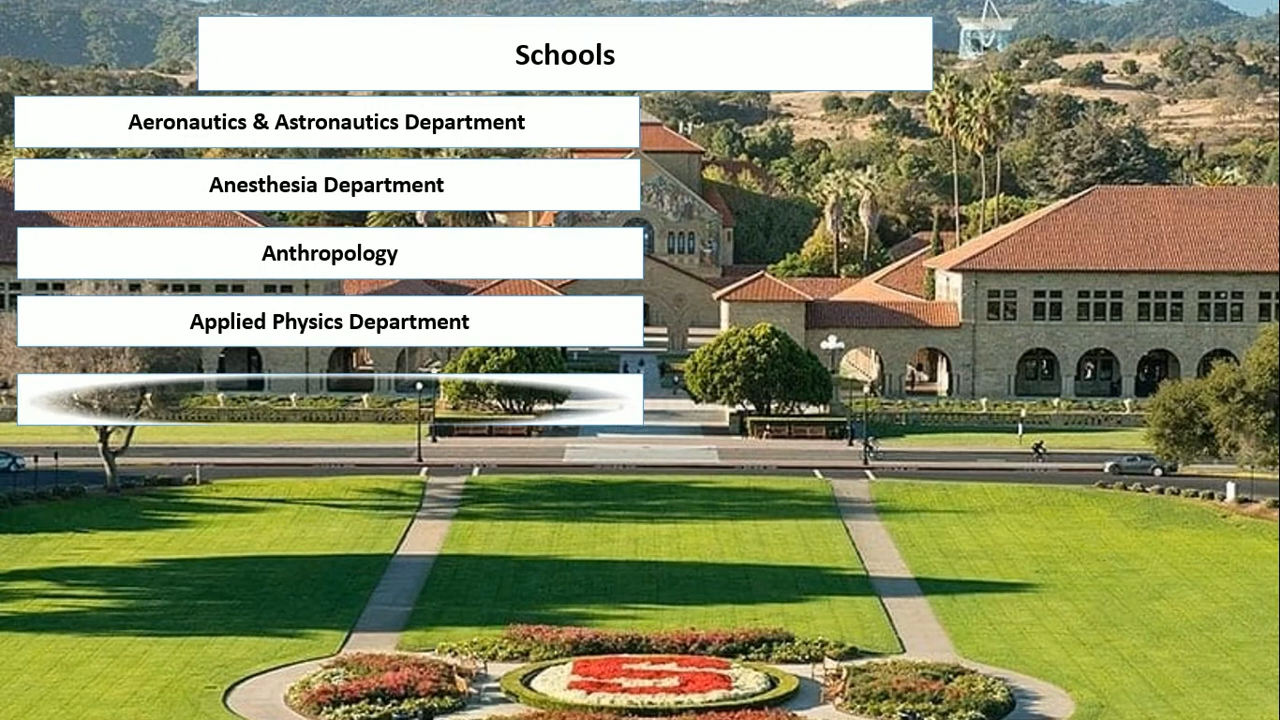 Schools
Aeronautics & Astronautics Department
Anesthesia Department
Anthropology
Applied Physics Department
S